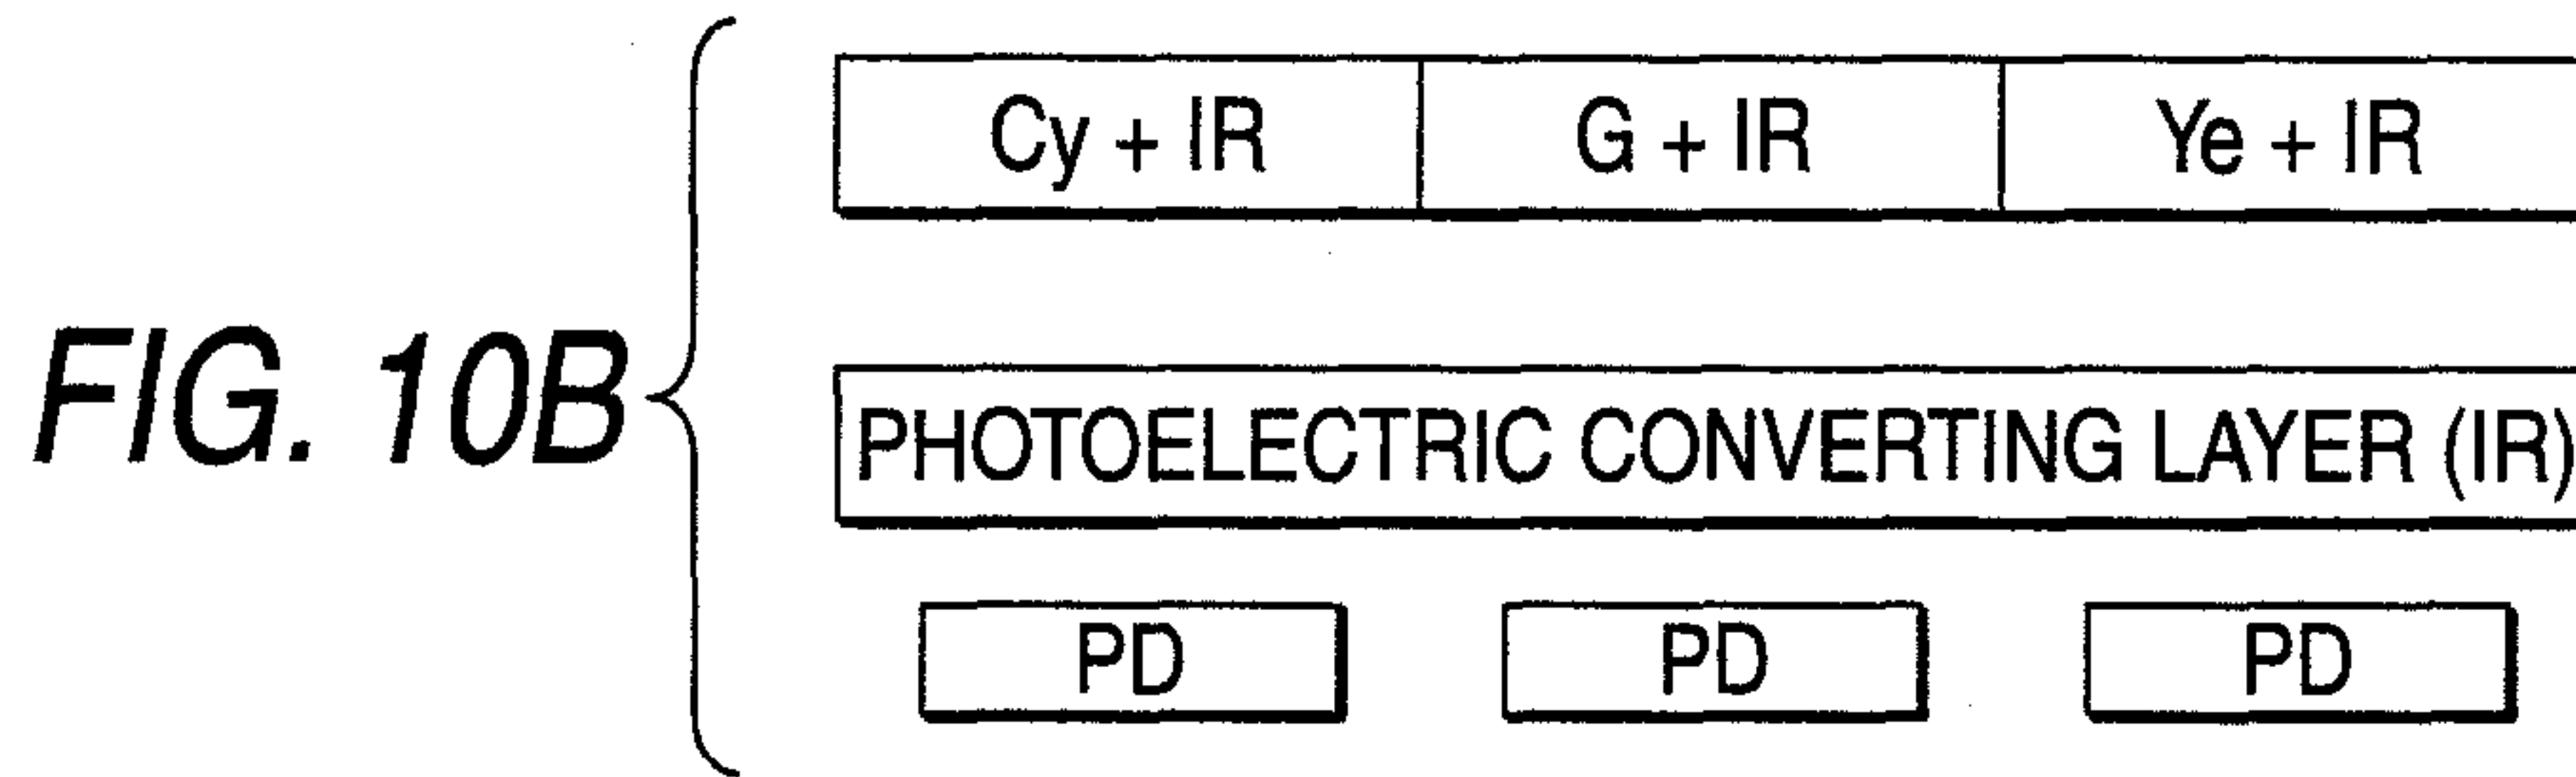 FIG. 10B
Cy + IR G + IR Ye + IR
PHOTOELECTRIC CONVERTING LAYER (IR)
PD PD PD